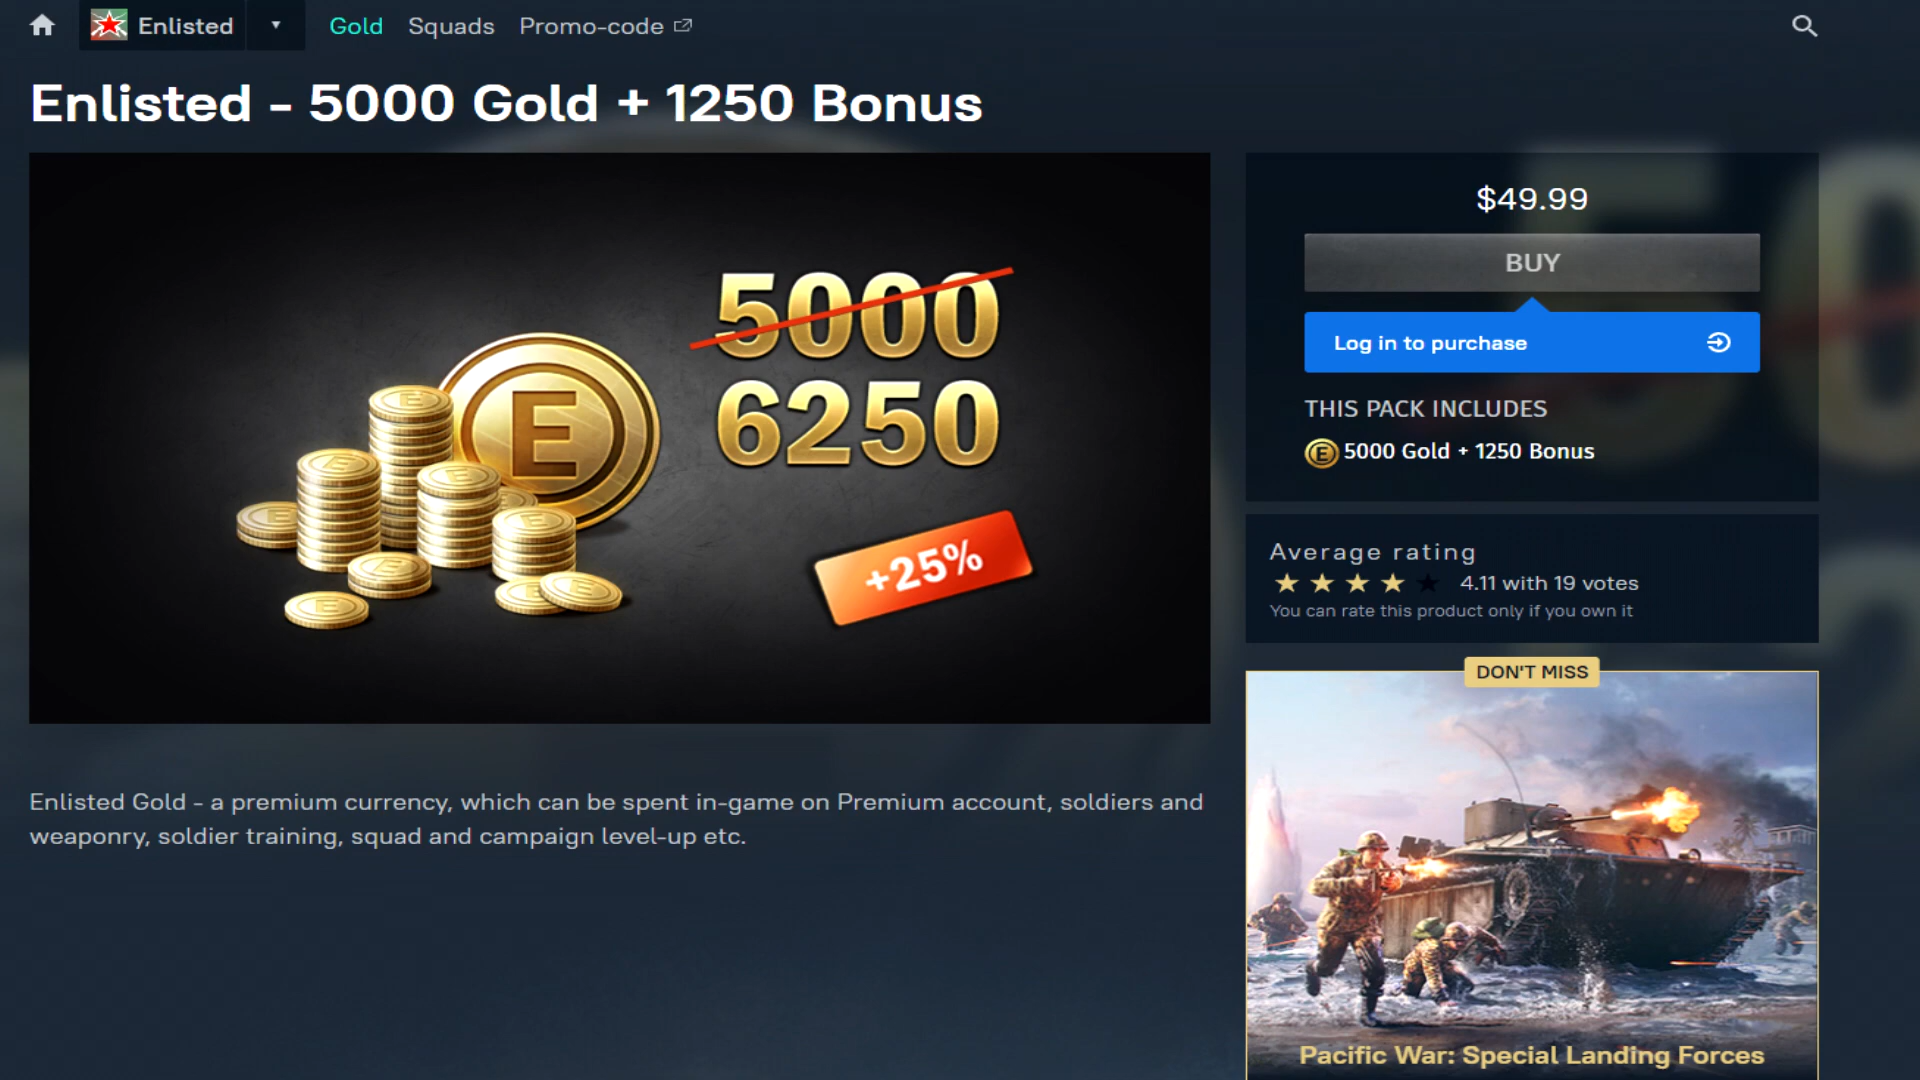 Enlisted
Gold
Squads
Promo-code
Enlisted - 5000 Gold + 1250 Bonus
5000
6250
+25%
E
$49.99
BUY
Log in to purchase
THIS PACK INCLUDES
E 5000 Gold + 1250 Bonus
Average rating
4.11 with 19 votes
You can rate this product only if you own it
DON'T MISS
Pacific War: Special Landing Forces
Enlisted Gold - a premium currency, which can be spent in-game on Premium account, soldiers and
weaponry, soldier training, squad and campaign level-up etc.